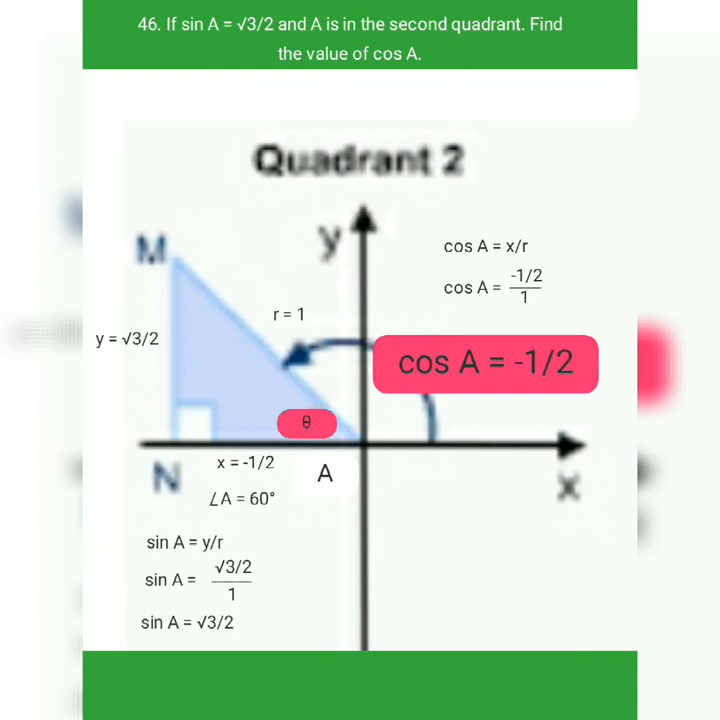 46. If sin A = √3/2 and A is in the second quadrant. Find
the value of cos A.
Quadrant 2
M
y
cos A = x/r
cos A = -1/2
1
r = 1
y = √3/2
cos A = -1/2
θ
x = -1/2
A
N
x
∠A = 60°
sin A = y/r
sin A = √3/2
1
sin A = √3/2